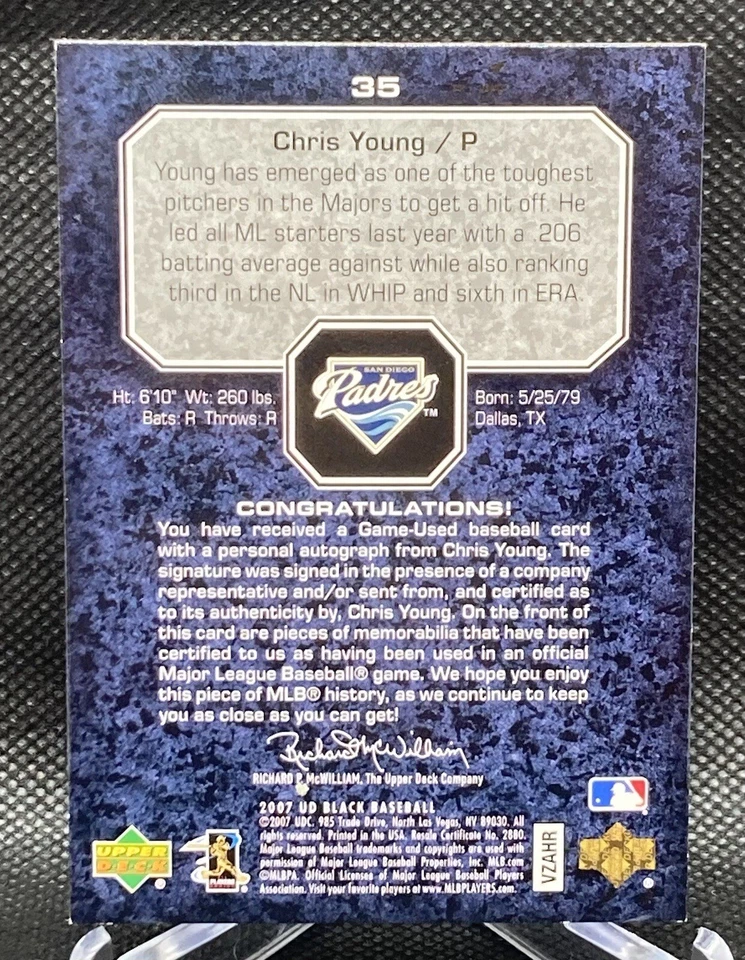 35
Chris Young / P
Young has emerged as one of the toughest
pitchers in the Majors to get a hit off. He
led all ML starters last year with a .206
batting average against while also ranking
third in the NL in WHIP and sixth in ERA.
SAN DIEGO
Padres
TM
Ht: 6'10" Wt: 260 lbs.
Bats: R Throws: R
Born: 5/25/79
Dallas, TX
CONGRATULATIONS!
You have received a Game-Used baseball card
with a personal autograph from Chris Young. The
signature was signed in the presence of a company
representative and/or sent from, and certified as
to its authenticity by, Chris Young. On the front of
this card are pieces of memorabilia that have been
certified to us as having been used in an official
Major League Baseball® game. We hope you enjoy
this piece of MLB® history, as we continue to keep
you as close as you can get!
Richard McWilliam
RICHARD P. McWILLIAM, The Upper Deck Company
2007 UD BLACK BASEBALL
©2007 UDC. 985 Trade Drive, North Las Vegas, NV 89030. All
rights reserved. Printed in the USA. Resale Certificate No. 2880.
Major League Baseball trademarks and copyrights are used with
permission of Major League Baseball Properties, Inc. MLB.com
©MLBPA. Official Licensee of Major League Baseball Players
Association. Visit your favorite players at www.MLBPLAYERS.com.
UPPER
DECK
®
PLAYERS
CHOICE
VZAHR
®